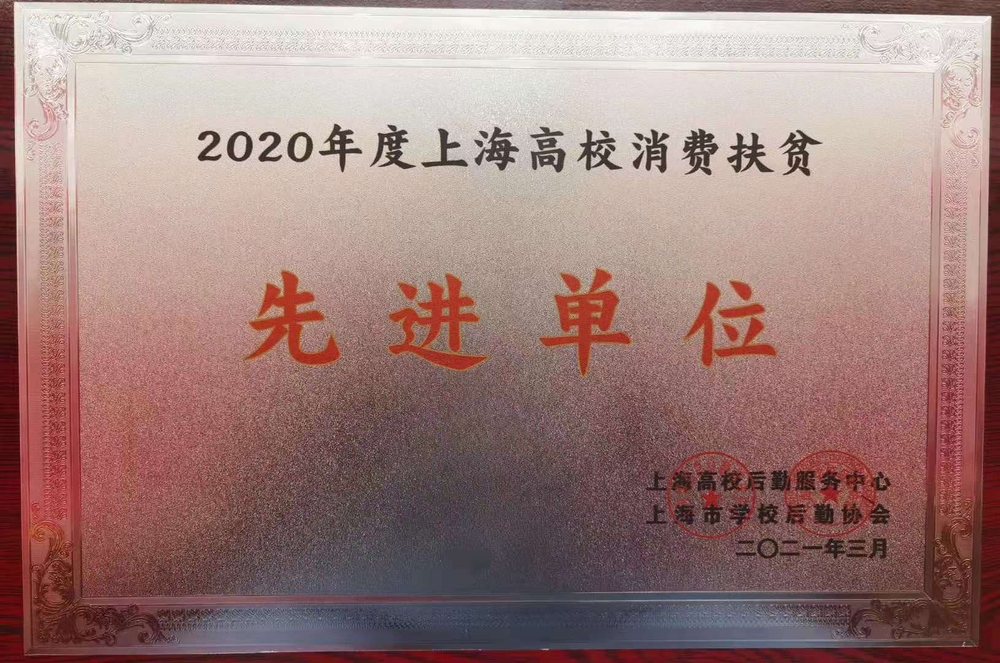 2020年度上海高校消费扶贫
先进单位
上海高校后勤服务中心
上海市学校后勤协会
二〇二一年三月